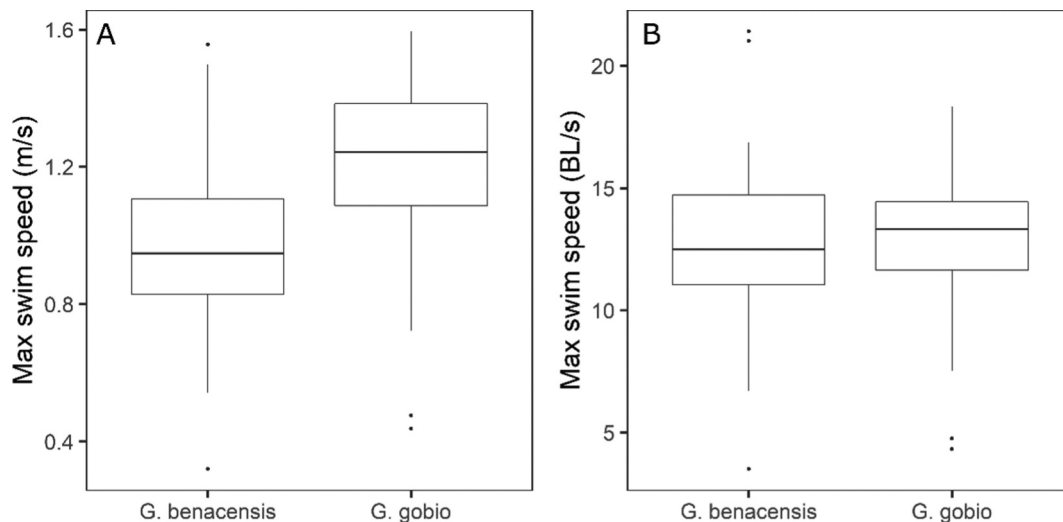 A
Max swim speed (m/s)
1.6
1.2
0.8
0.4
G. benacensis G. gobio
B
Max swim speed (BL/s)
20
15
10
5
G. benacensis G. gobio